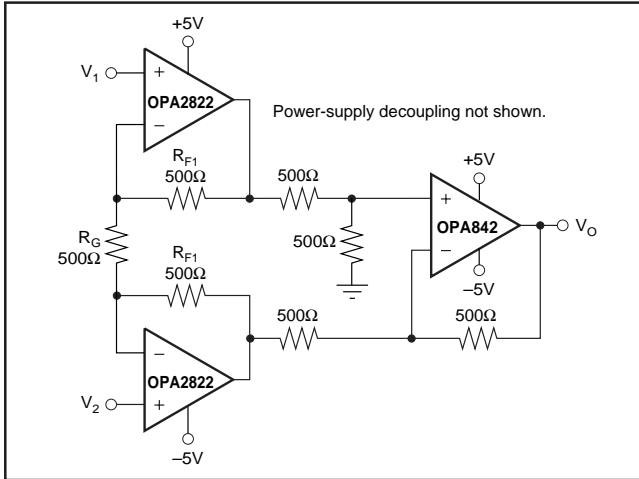 +5V
V1
+
OPA2822
−
Power-supply decoupling not shown.
RF1
500Ω
500Ω
+5V
+
OPA842
−
VO
−5V
RG
500Ω
500Ω
RF1
500Ω
500Ω
500Ω
−
OPA2822
V2
+
−5V